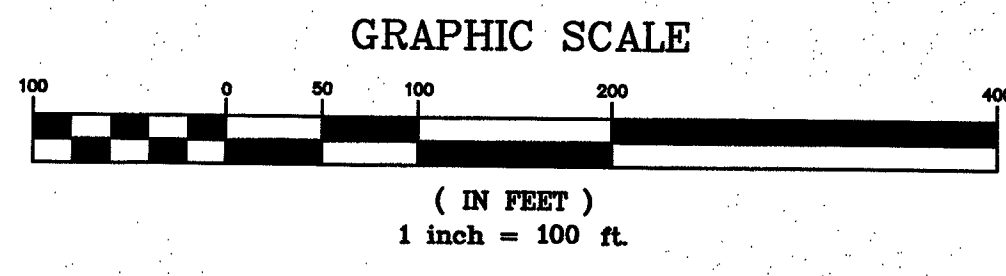 GRAPHIC SCALE
100 0 50 100 200 400
( IN FEET )
1 inch = 100 ft.